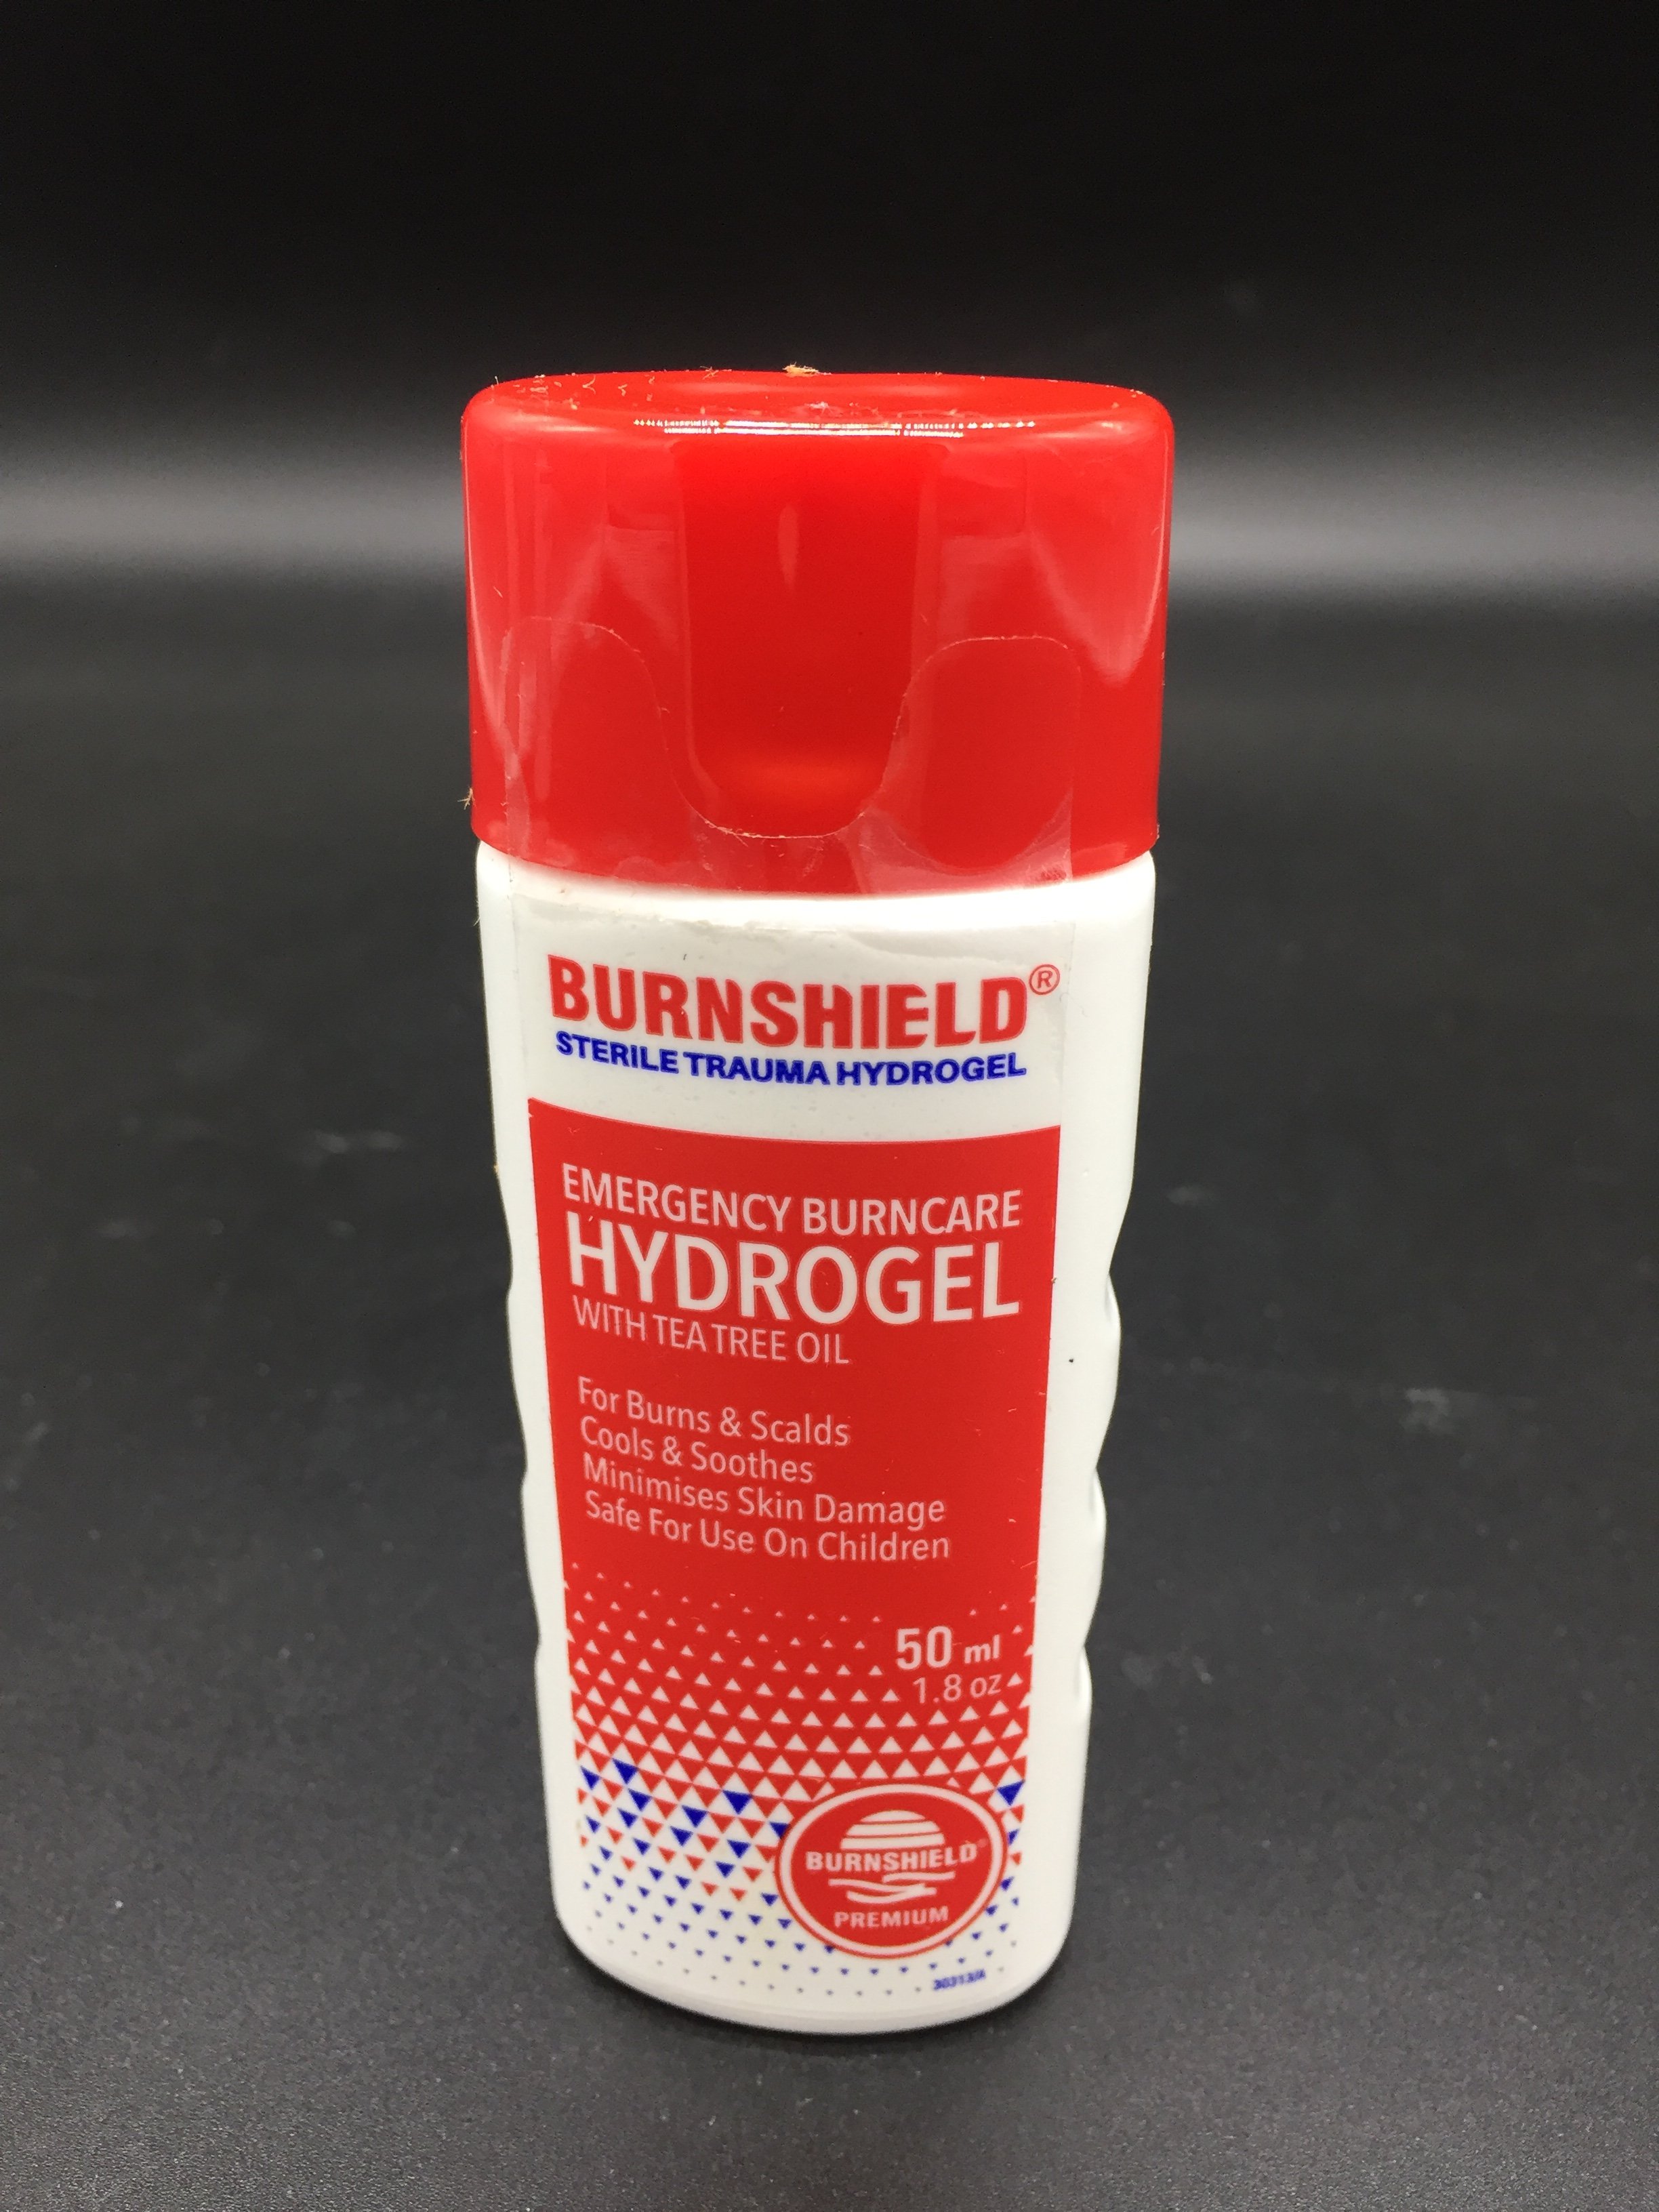 BURNSHIELD®
STERILE TRAUMA HYDROGEL
EMERGENCY BURNCARE
HYDROGEL
WITH TEA TREE OIL
For Burns & Scalds
Cools & Soothes
Minimises Skin Damage
Safe For Use On Children
50 ml
1.8 oz
BURNSHIELD®
PREMIUM
30313/A